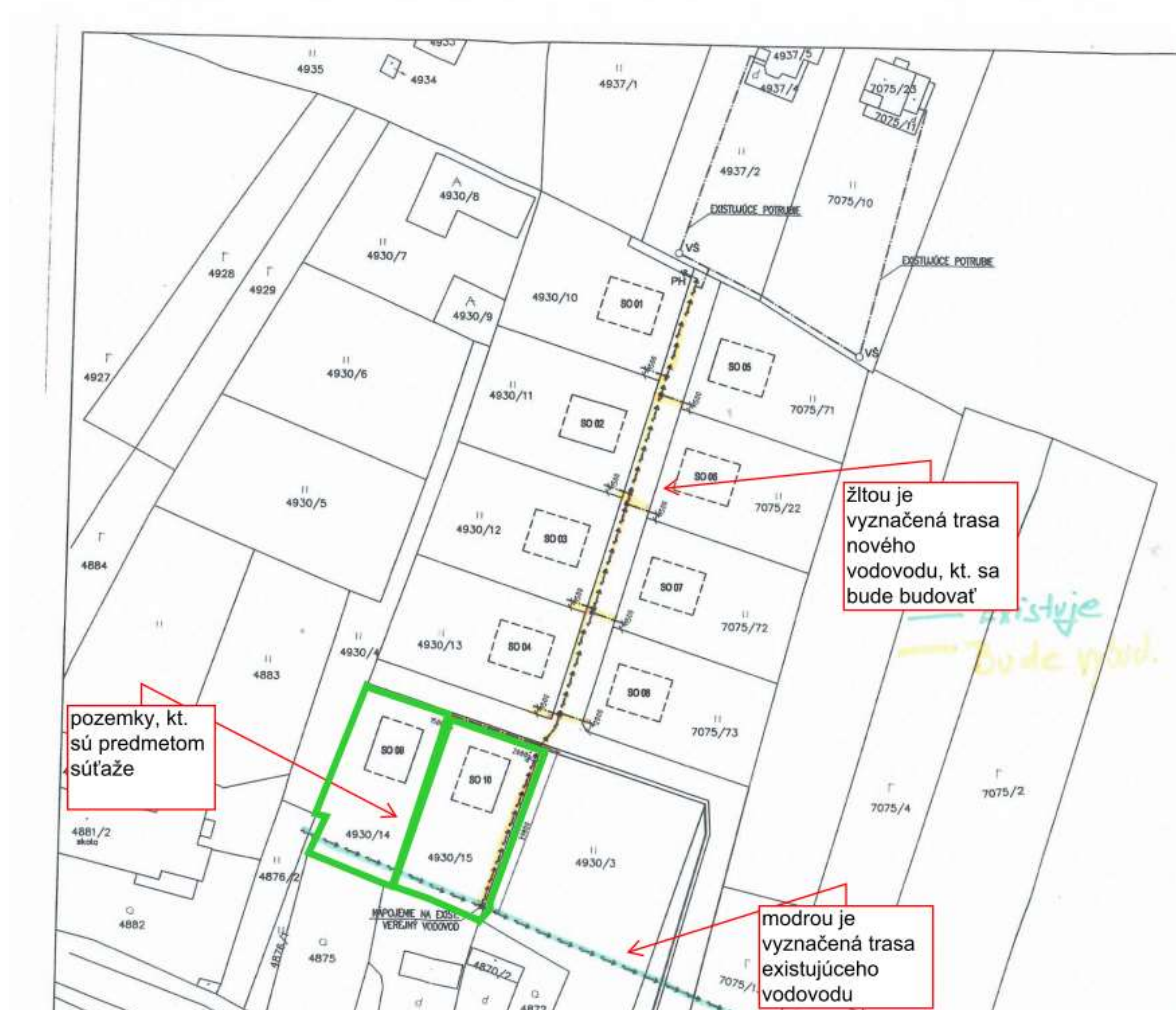 4933
4935
4934
4937/1
4937/5
4937/4
7075/23
7075/11
4937/2
7075/10
EXISTUJÚCE POTRUBIE
EXISTUJÚCE POTRUBIE
VŠ
VŠ
PH
4930/8
4930/7
4928
4929
4930/9
4930/10
SO 01
SO 05
4927
4930/6
4930/11
SO 02
7075/71
4930/5
4930/12
SO 03
SO 06
7075/22
žltou je
vyznačená trasa
nového
vodovodu, kt. sa
bude budovať
4884
SO 07
existuje
Bude vybud.
4930/13
SO 04
7075/72
4930/4
4883
SO 08
7075/73
pozemky, kt.
sú predmetom
súťaže
SO 10
7075/4
7075/2
4881/2
škola
4930/14
4930/15
4930/3
4876/2
NAPOJENIE NA EXIST.
VEREJNÝ VODOVOD
4882
4875
4870/2
modrou je
vyznačená trasa
existujúceho
vodovodu